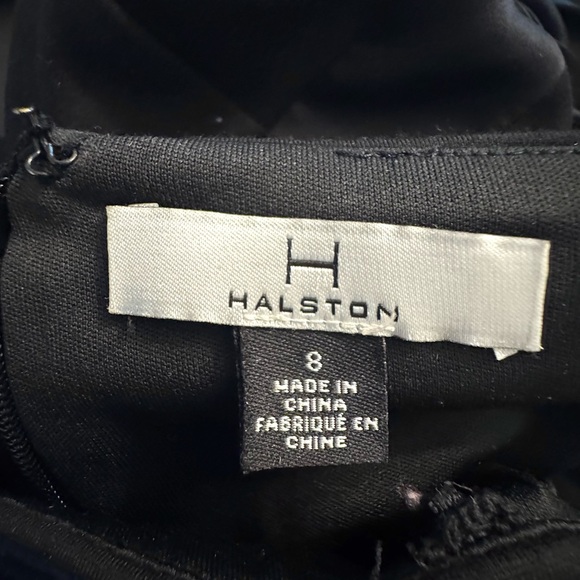 H
HALSTON
8
MADE IN
CHINA
FABRIQUÉ EN
CHINE